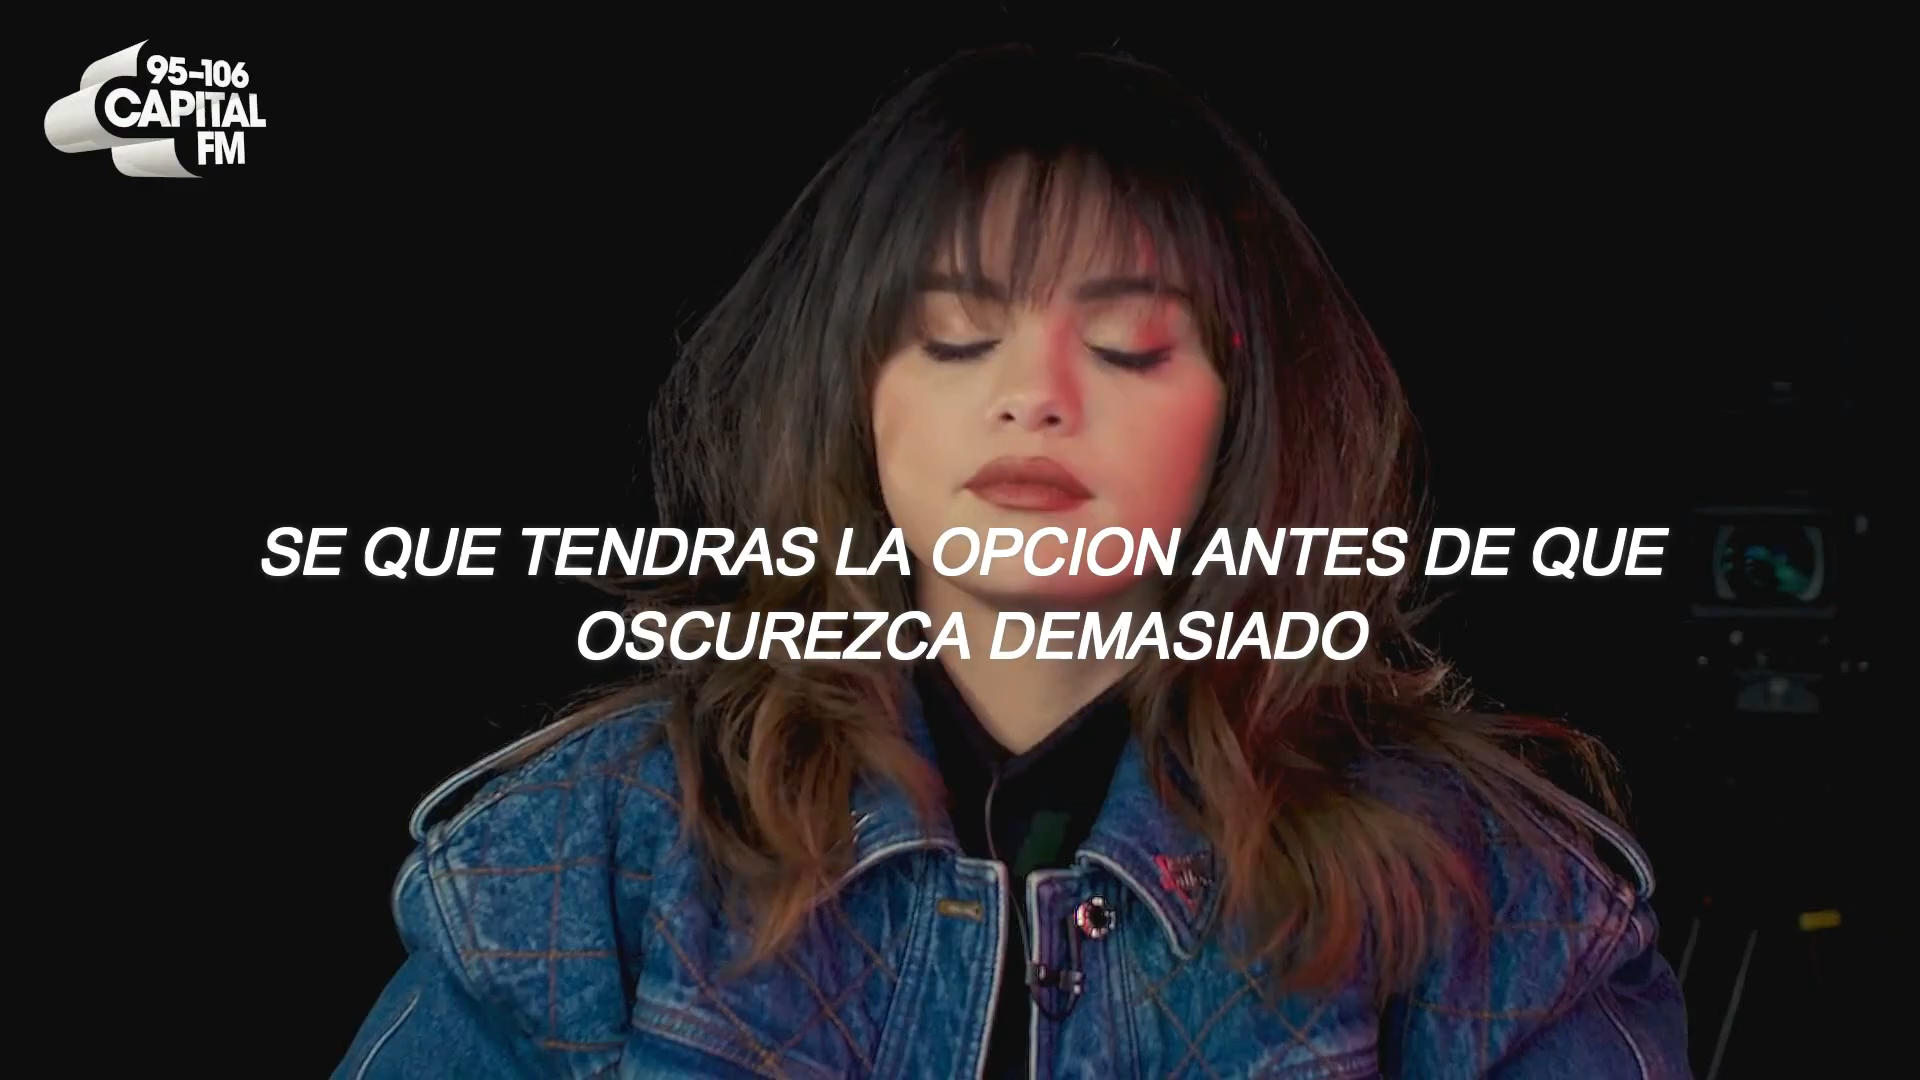 95-106
CAPITAL
FM
SE QUE TENDRAS LA OPCION ANTES DE QUE
OSCUREZCA DEMASIADO